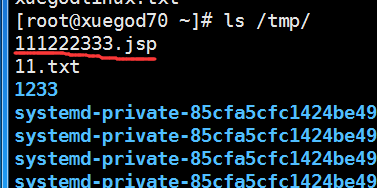 xuegodlinux.txt
[root@xuegod70 ~]# ls /tmp/
111222333.jsp
11.txt
1233
systemd-private-85cfa5cfc1424be49
systemd-private-85cfa5cfc1424be49
systemd-private-85cfa5cfc1424be49
systemd-private-85cfa5cfc1424be49